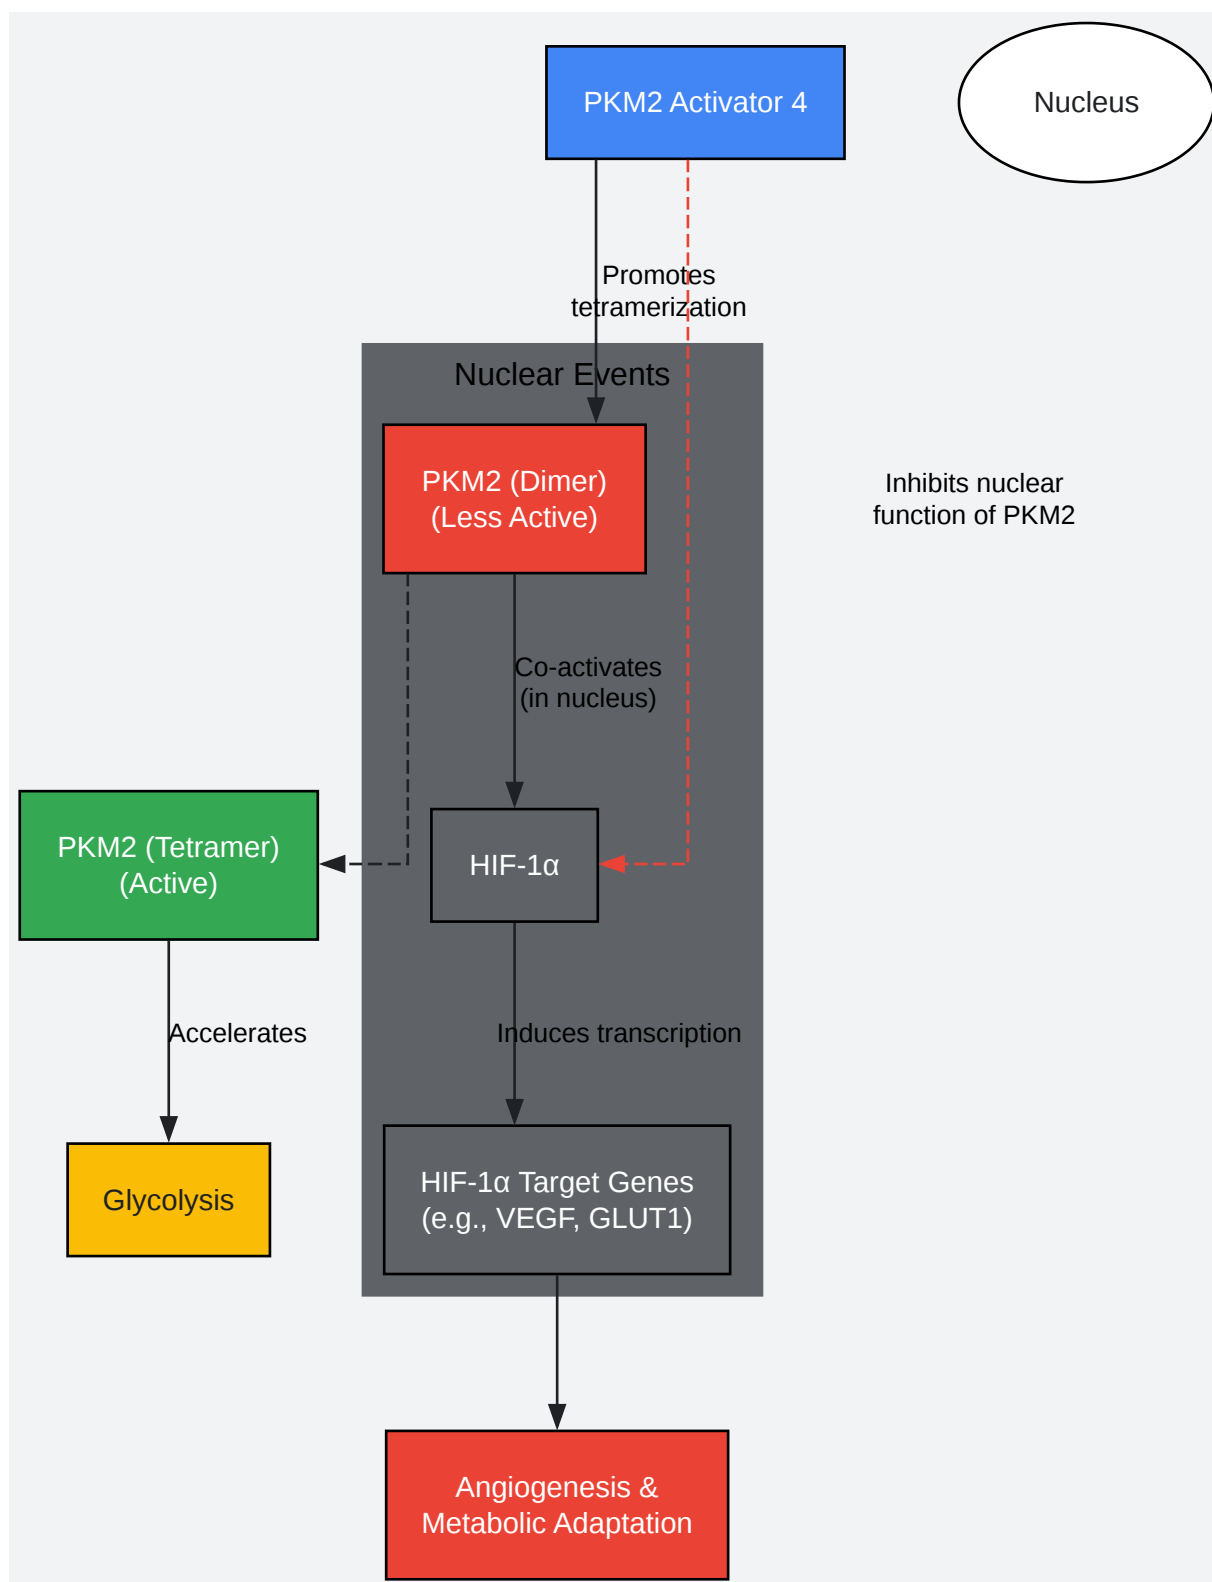 PKM2 Activator 4
Nucleus
Promotes
tetramerization
Nuclear Events
PKM2 (Dimer)
(Less Active)
Inhibits nuclear
function of PKM2
Co-activates
(in nucleus)
PKM2 (Tetramer)
(Active)
HIF-1α
Accelerates
Induces transcription
Glycolysis
HIF-1α Target Genes
(e.g., VEGF, GLUT1)
Angiogenesis &
Metabolic Adaptation